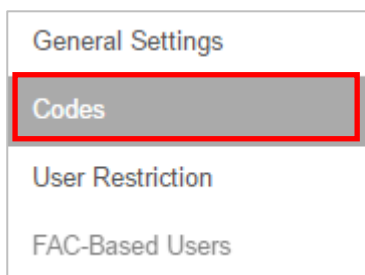 General Settings
Codes
User Restriction
FAC-Based Users